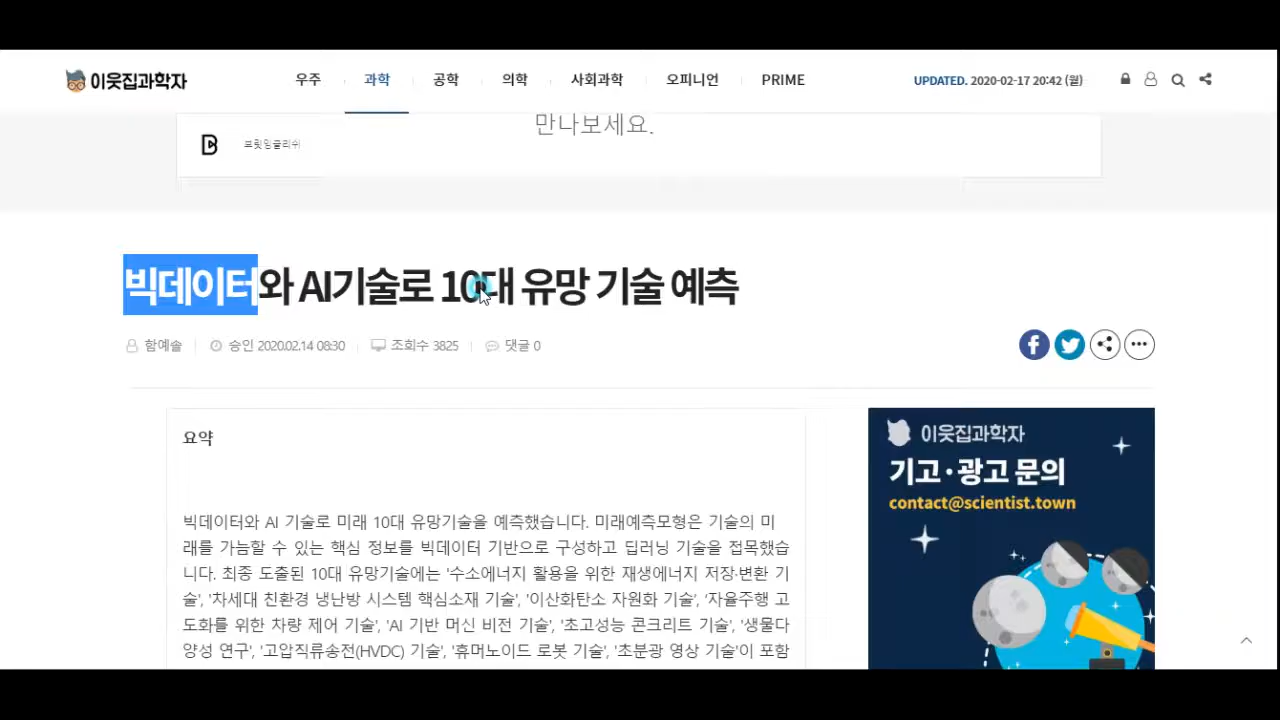 이웃집과학자
우주 과학 공학 의학 사회과학 오피니언 PRIME
UPDATED. 2020-02-17 20:42 (월)
만나보세요.
브릿잉글리쉬
빅데이터와 AI기술로 10대 유망 기술 예측
함예솔 승인 2020.02.14 08:30 조회수 3825 댓글 0
요약
빅데이터와 AI 기술로 미래 10대 유망기술을 예측했습니다. 미래예측모형은 기술의 미
래를 가늠할 수 있는 핵심 정보를 빅데이터 기반으로 구성하고 딥러닝 기술을 접목했습
니다. 최종 도출된 10대 유망기술에는 '수소에너지 활용을 위한 재생에너지 저장·변환 기
술', '차세대 친환경 냉난방 시스템 핵심소재 기술', '이산화탄소 자원화 기술', '자율주행 고
도화를 위한 차량 제어 기술', 'AI 기반 머신 비전 기술', '초고성능 콘크리트 기술', '생물다
양성 연구', '고압직류송전(HVDC) 기술', '휴머노이드 로봇 기술', '초분광 영상 기술'이 포함
이웃집과학자
기고·광고 문의
contact@scientist.town